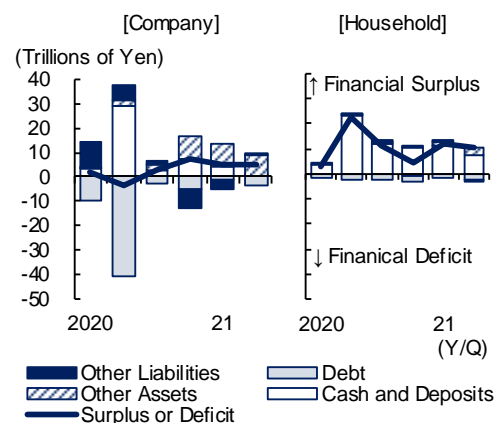 [Company]
[Household]
(Trillions of Yen)
40
30
20
10
0
-10
-20
-30
-40
-50
↑ Financial Surplus
↓ Finanical Deficit
2020
21
2020
21
(Y/Q)
Other Liabilities
Debt
Other Assets
Cash and Deposits
Surplus or Deficit